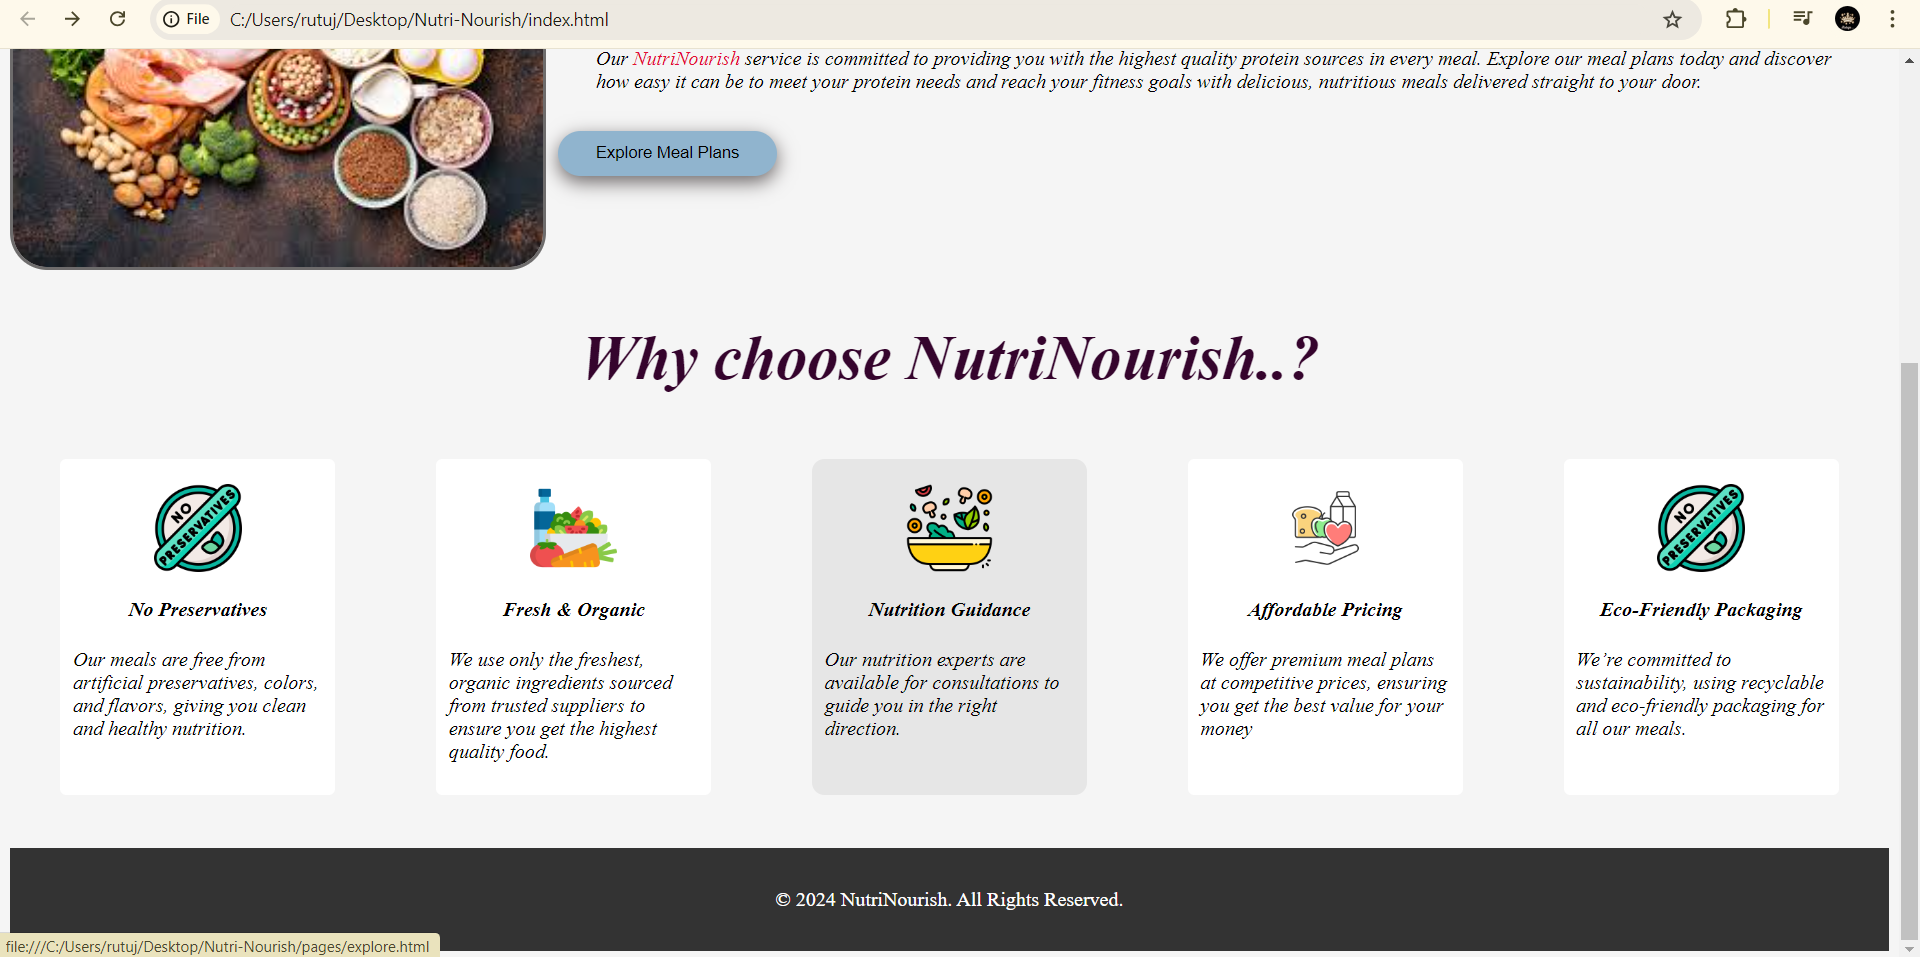 File C:/Users/rutuj/Desktop/Nutri-Nourish/index.html
Our NutriNourish service is committed to providing you with the highest quality protein sources in every meal. Explore our meal plans today and discover
how easy it can be to meet your protein needs and reach your fitness goals with delicious, nutritious meals delivered straight to your door.
Explore Meal Plans
Why choose NutriNourish..?
NO
PRESERVATIVES
No Preservatives
Our meals are free from
artificial preservatives, colors,
and flavors, giving you clean
and healthy nutrition.
Fresh & Organic
We use only the freshest,
organic ingredients sourced
from trusted suppliers to
ensure you get the highest
quality food.
Nutrition Guidance
Our nutrition experts are
available for consultations to
guide you in the right
direction.
Affordable Pricing
We offer premium meal plans
at competitive prices, ensuring
you get the best value for your
money
NO
PRESERVATIVES
Eco-Friendly Packaging
We’re committed to
sustainability, using recyclable
and eco-friendly packaging for
all our meals.
© 2024 NutriNourish. All Rights Reserved.
file:///C:/Users/rutuj/Desktop/Nutri-Nourish/pages/explore.html